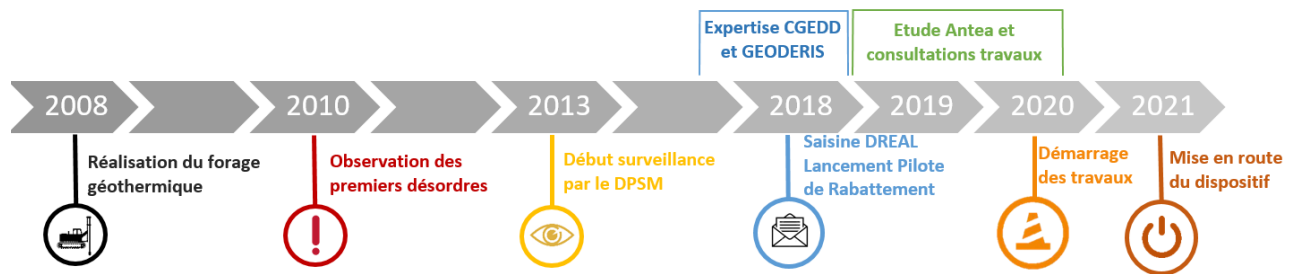 Expertise CGEDD
et GEODERIS
Etude Antea et
consultations travaux
2008
2010
2013
2018
2019
2020
2021
Réalisation du forage
géothermique
Observation des
premiers désordres
Début surveillance
par le DPSM
Saisine DREAL
Lancement Pilote
de Rabattement
Démarrage
des travaux
Mise en route
du dispositif